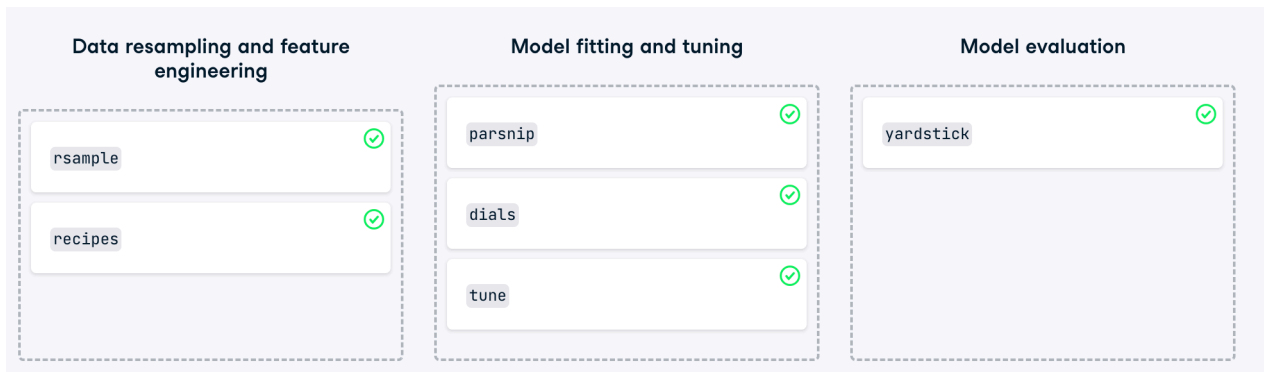 Data resampling and feature
engineering
rsample
recipes
Model fitting and tuning
parsnip
dials
tune
Model evaluation
yardstick